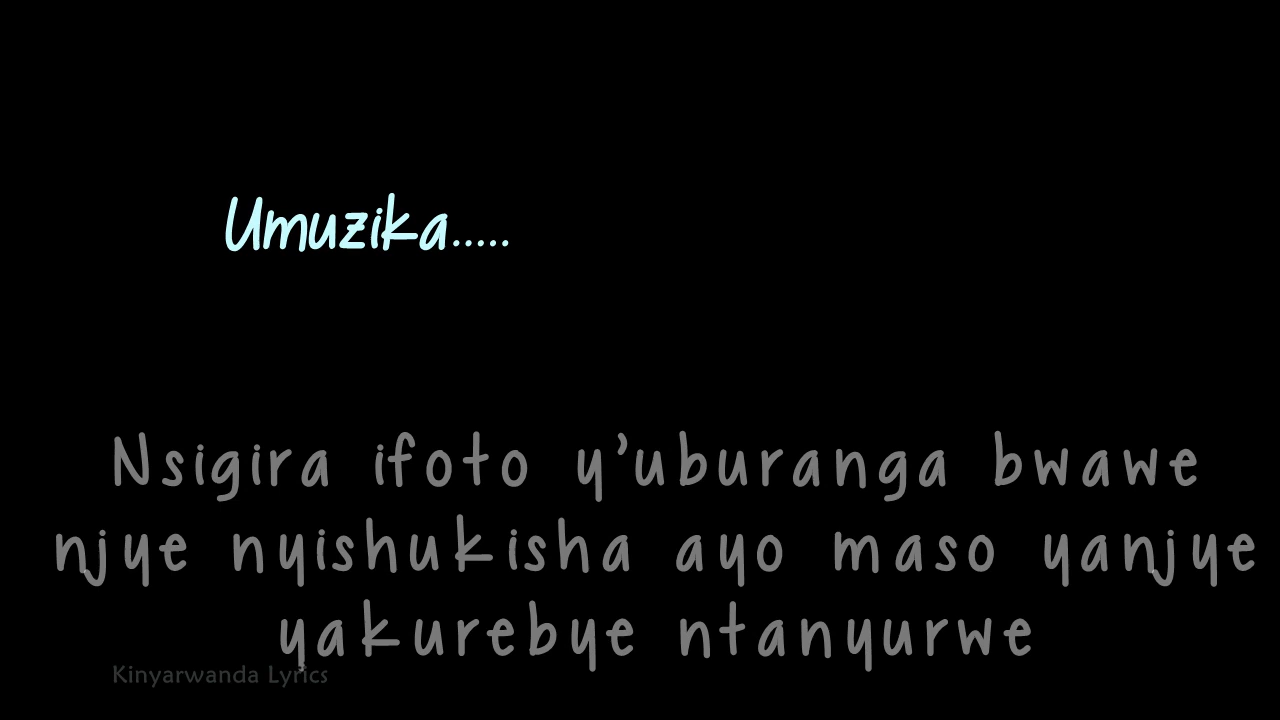 Umuzika.....
Nsigira ifoto y'uburanga bwawe
njye nyishukisha ayo maso yanjye
yakurebye ntanyurwe
Kinyarwanda Lyrics